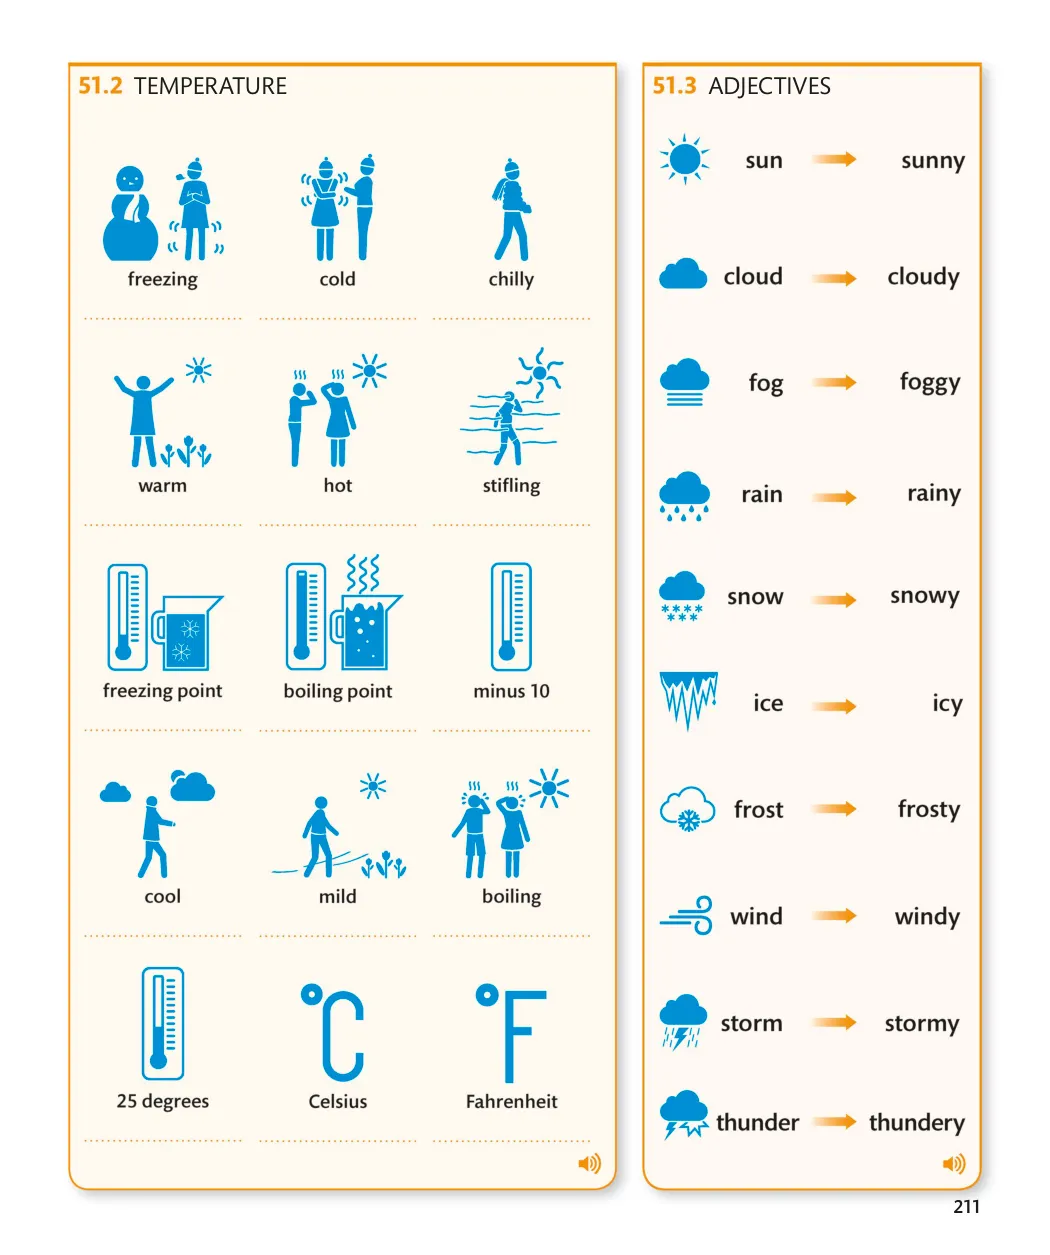 51.2 TEMPERATURE
freezing cold chilly
warm hot stifling
freezing point boiling point minus 10
cool mild boiling
25 degrees °C Celsius °F Fahrenheit
51.3 ADJECTIVES
sun sunny
cloud cloudy
fog foggy
rain rainy
snow snowy
ice icy
frost frosty
wind windy
storm stormy
thunder thundery
211